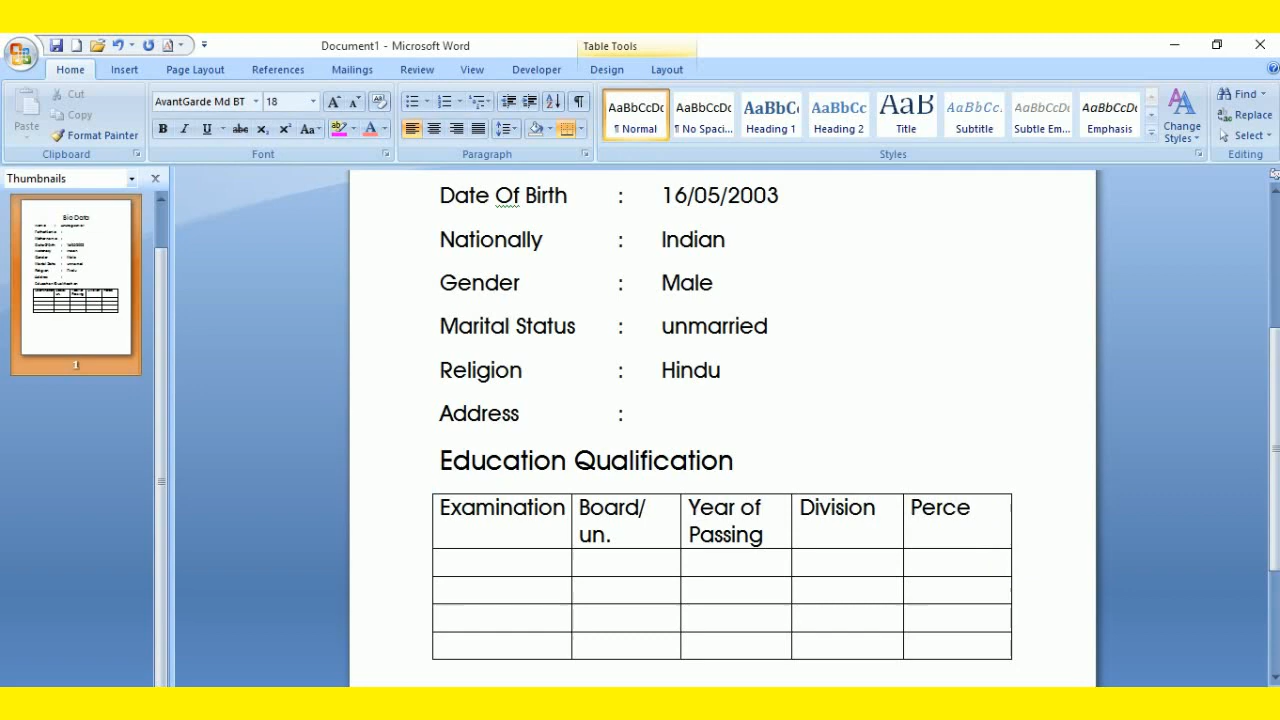 Document1 - Microsoft Word
Table Tools
Home Insert Page Layout References Mailings Review View Developer Design Layout
Paste
Cut
Copy
Format Painter
Clipboard
AvantGarde Md BT 18
Font
Paragraph
AaBbCcDc AaBbCcDc AaBbC AaBbCc AaB AaBbCc. AaBbCcDc AaBbCcDc
¶ Normal ¶ No Spaci... Heading 1 Heading 2 Title Subtitle Subtle Em... Emphasis
Change Styles
Styles
Find
Replace
Select
Editing
Thumbnails
Bio Data
1
Date Of Birth : 16/05/2003
Nationally : Indian
Gender : Male
Marital Status : unmarried
Religion : Hindu
Address :
Education Qualification
Examination Board/ Year of Division Perce
un. Passing